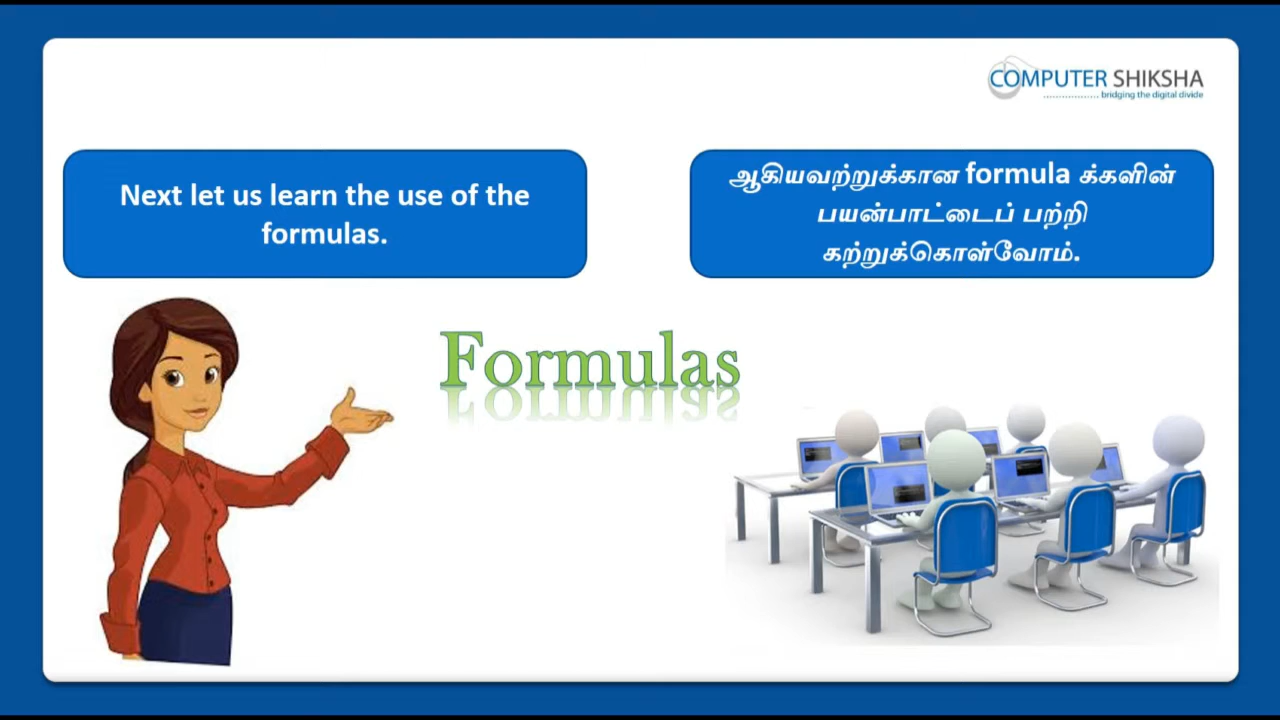 COMPUTER SHIKSHA
bridging the digital divide
Next let us learn the use of the
formulas.
ஆகியவற்றுக்கான formula க்களின்
பயன்பாட்டைப் பற்றி
கற்றுக்கொள்வோம்.
Formulas